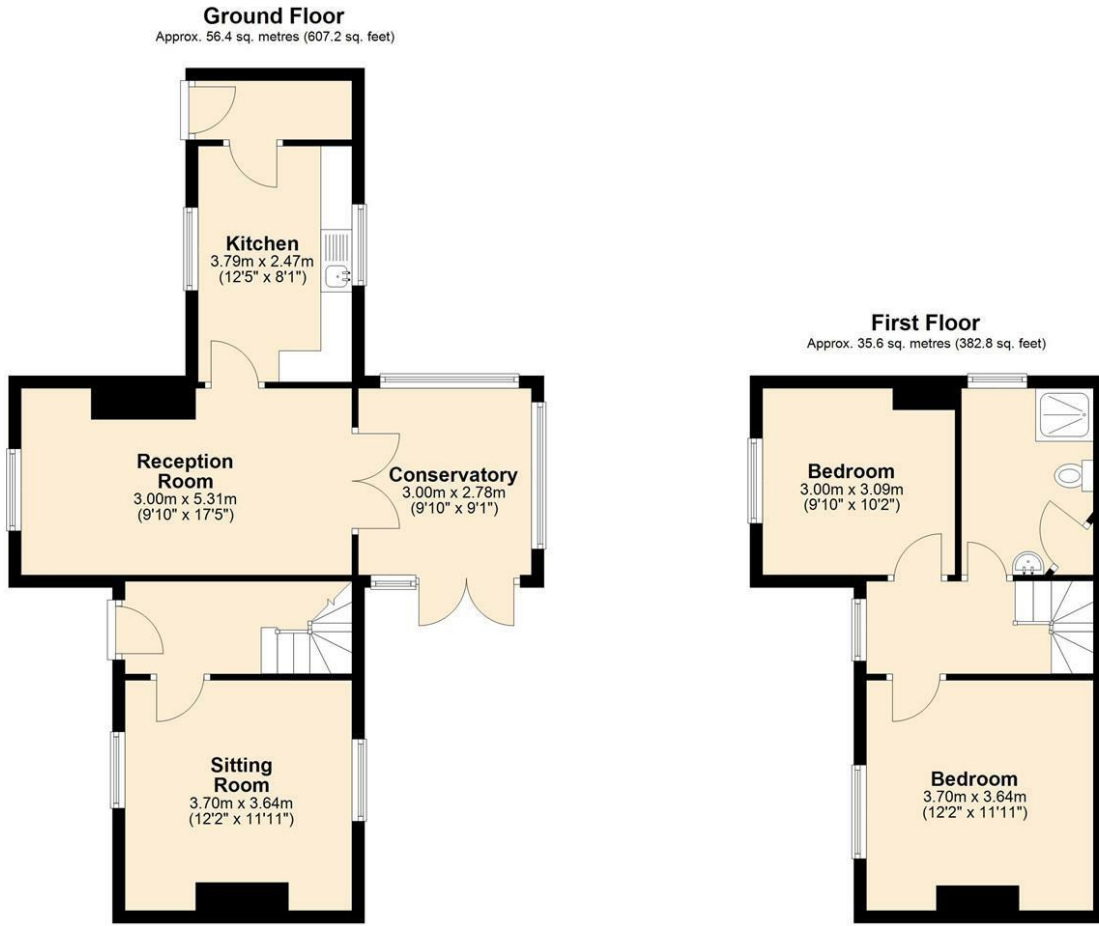 Ground Floor
Approx. 56.4 sq. metres (607.2 sq. feet)
Kitchen
3.79m x 2.47m
(12'5" x 8'1")
Reception
Room
3.00m x 5.31m
(9'10" x 17'5")
Conservatory
3.00m x 2.78m
(9'10" x 9'1")
Sitting
Room
3.70m x 3.64m
(12'2" x 11'11")
First Floor
Approx. 35.6 sq. metres (382.8 sq. feet)
Bedroom
3.00m x 3.09m
(9'10" x 10'2")
Bedroom
3.70m x 3.64m
(12'2" x 11'11")